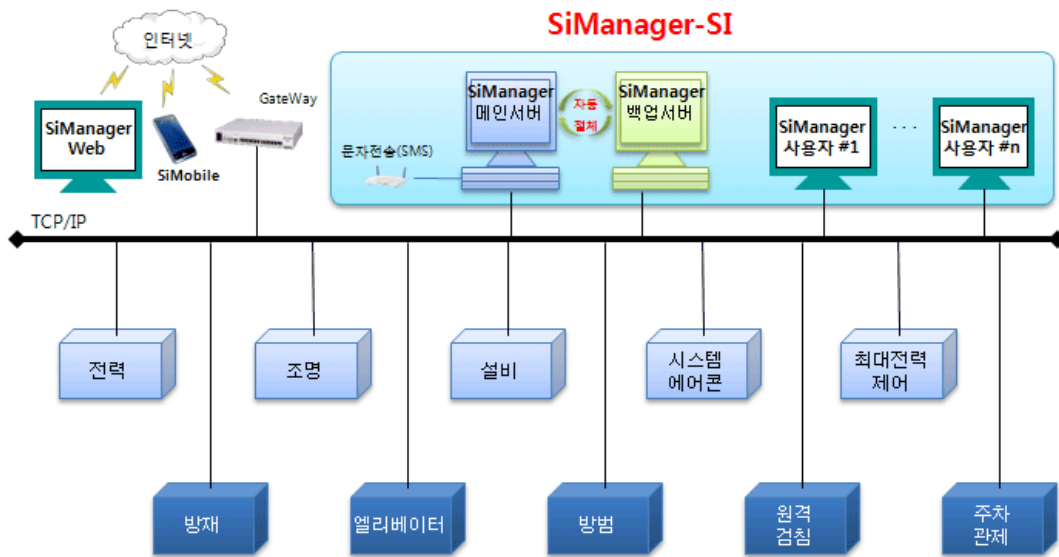 SiManager-SI
인터넷
GateWay
SiManager
Web
SiMobile
SiManager
메인서버
자동
절체
SiManager
백업서버
문자전송(SMS)
SiManager
사용자 #1
...
SiManager
사용자 #n
TCP/IP
전력
조명
설비
시스템
에어콘
최대전력
제어
방재
엘리베이터
방범
원격
검침
주차
관제